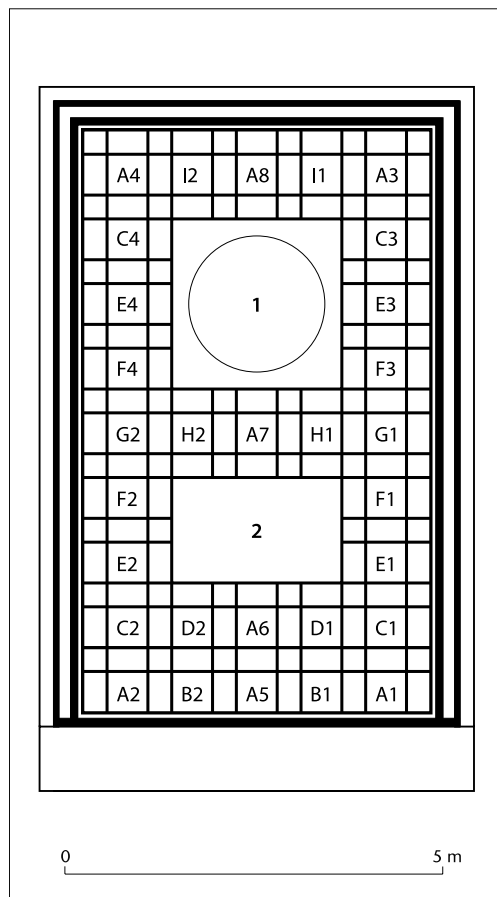 A4 I2 A8 I1 A3
C4 C3
E4 1 E3
F4 F3
G2 H2 A7 H1 G1
F2 F1
2
E2 E1
C2 D2 A6 D1 C1
A2 B2 A5 B1 A1
0 5 m